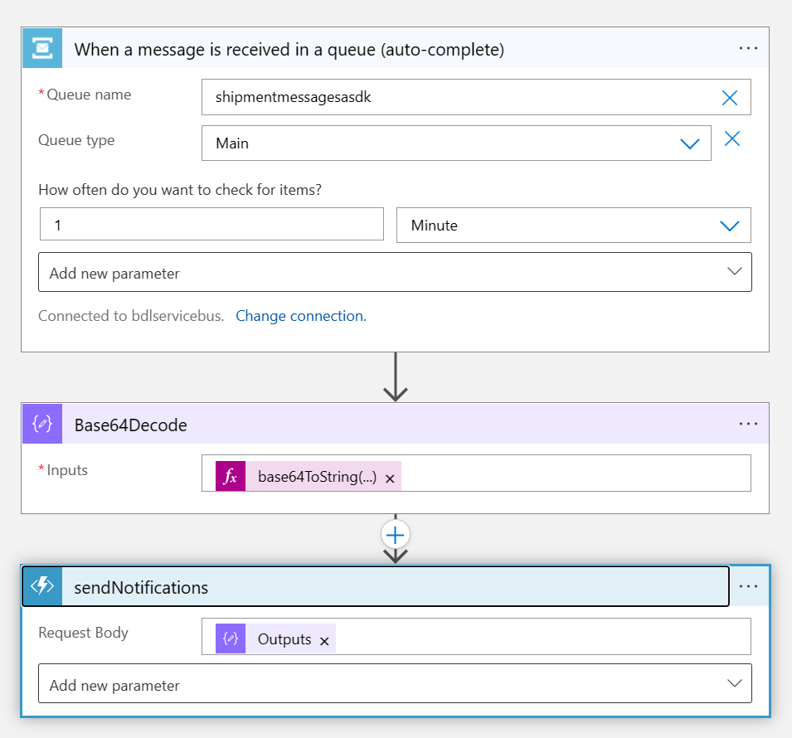 When a message is received in a queue (auto-complete)
* Queue name
shipmentmessagesasdk
Queue type
Main
How often do you want to check for items?
1
Minute
Add new parameter
Connected to bdlservicebus. Change connection.
Base64Decode
* Inputs
fx base64ToString(...) ×
sendNotifications
Request Body
Outputs ×
Add new parameter